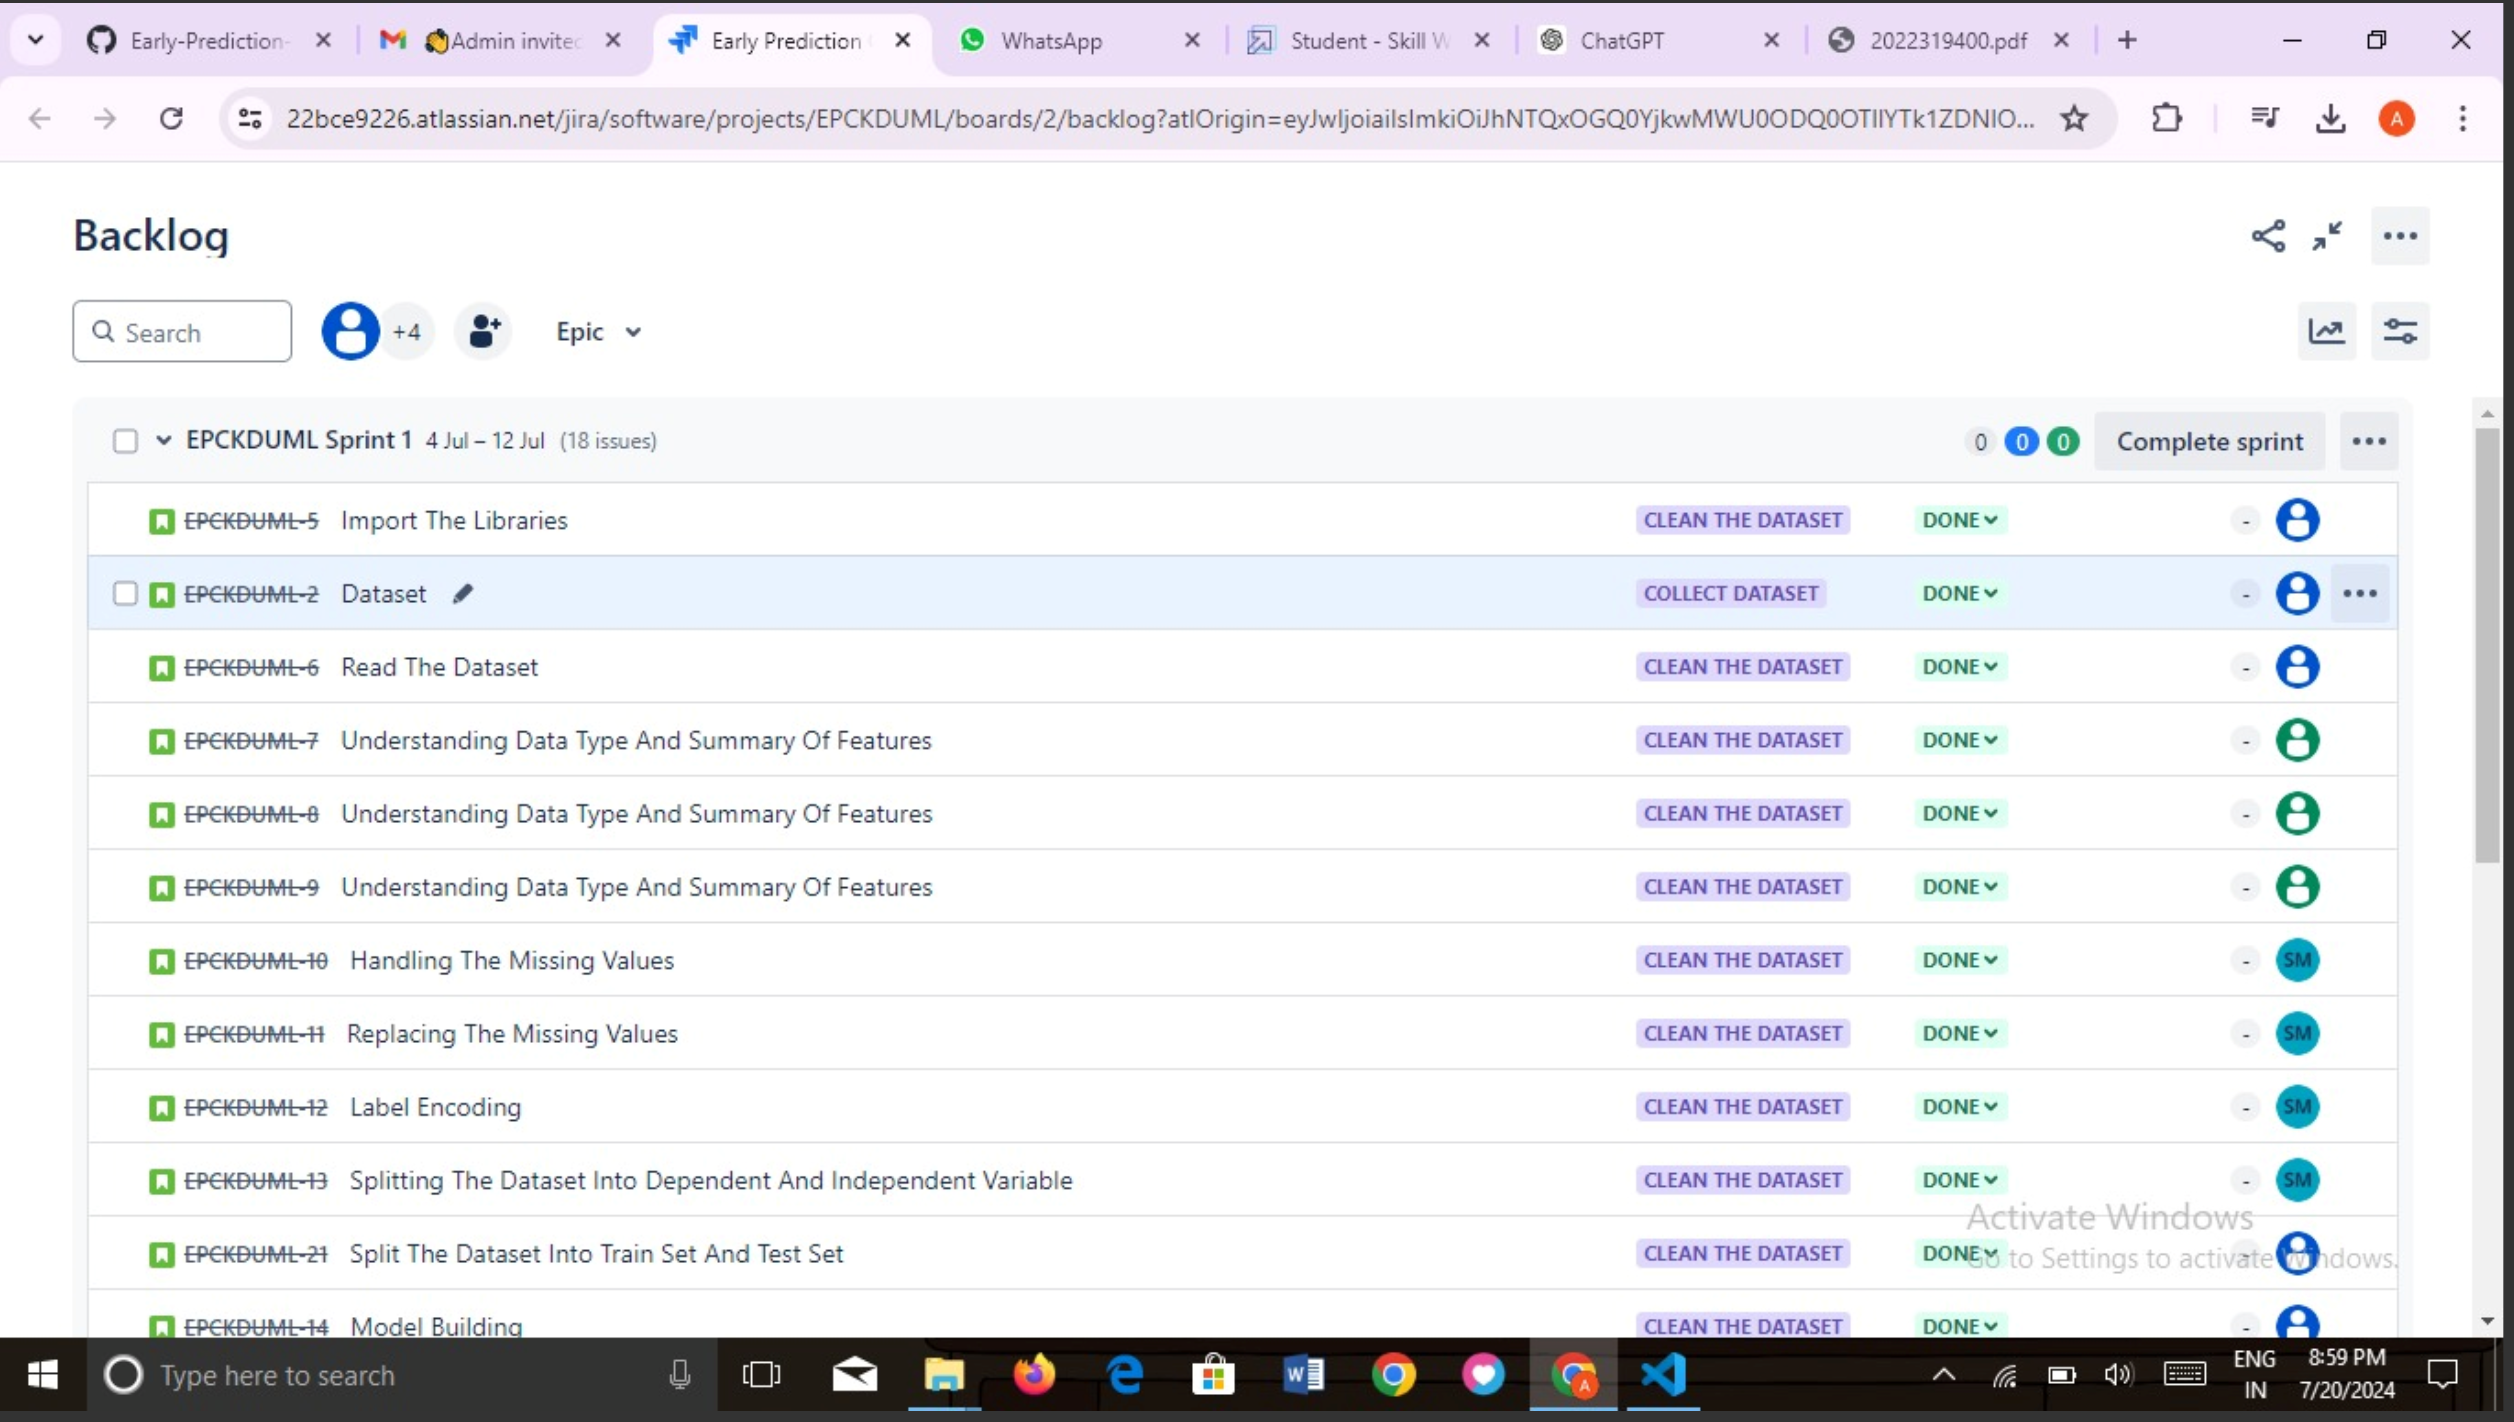 Early-Prediction-
Admin invited
Early Prediction
WhatsApp
Student - Skill W
ChatGPT
2022319400.pdf
22bce9226.atlassian.net/jira/software/projects/EPCKDUML/boards/2/backlog?atlOrigin=eyJwIjoiaiIsImkiOiJhNTQxOGQ0YjkwMWU0ODQ0OTIlYTk1ZDNlO...
A
Backlog
Search
+4
Epic
EPCKDUML Sprint 1 4 Jul – 12 Jul (18 issues)
0 0 0 Complete sprint
EPCKDUML-5 Import The Libraries CLEAN THE DATASET DONE -
EPCKDUML-2 Dataset COLLECT DATASET DONE -
EPCKDUML-6 Read The Dataset CLEAN THE DATASET DONE -
EPCKDUML-7 Understanding Data Type And Summary Of Features CLEAN THE DATASET DONE -
EPCKDUML-8 Understanding Data Type And Summary Of Features CLEAN THE DATASET DONE -
EPCKDUML-9 Understanding Data Type And Summary Of Features CLEAN THE DATASET DONE -
EPCKDUML-10 Handling The Missing Values CLEAN THE DATASET DONE - SM
EPCKDUML-11 Replacing The Missing Values CLEAN THE DATASET DONE - SM
EPCKDUML-12 Label Encoding CLEAN THE DATASET DONE - SM
EPCKDUML-13 Splitting The Dataset Into Dependent And Independent Variable CLEAN THE DATASET DONE - SM
Activate Windows
EPCKDUML-21 Split The Dataset Into Train Set And Test Set CLEAN THE DATASET DONE -
Go to Settings to activate Windows.
EPCKDUML-14 Model Building CLEAN THE DATASET DONE -
Type here to search
ENG
IN
8:59 PM
7/20/2024